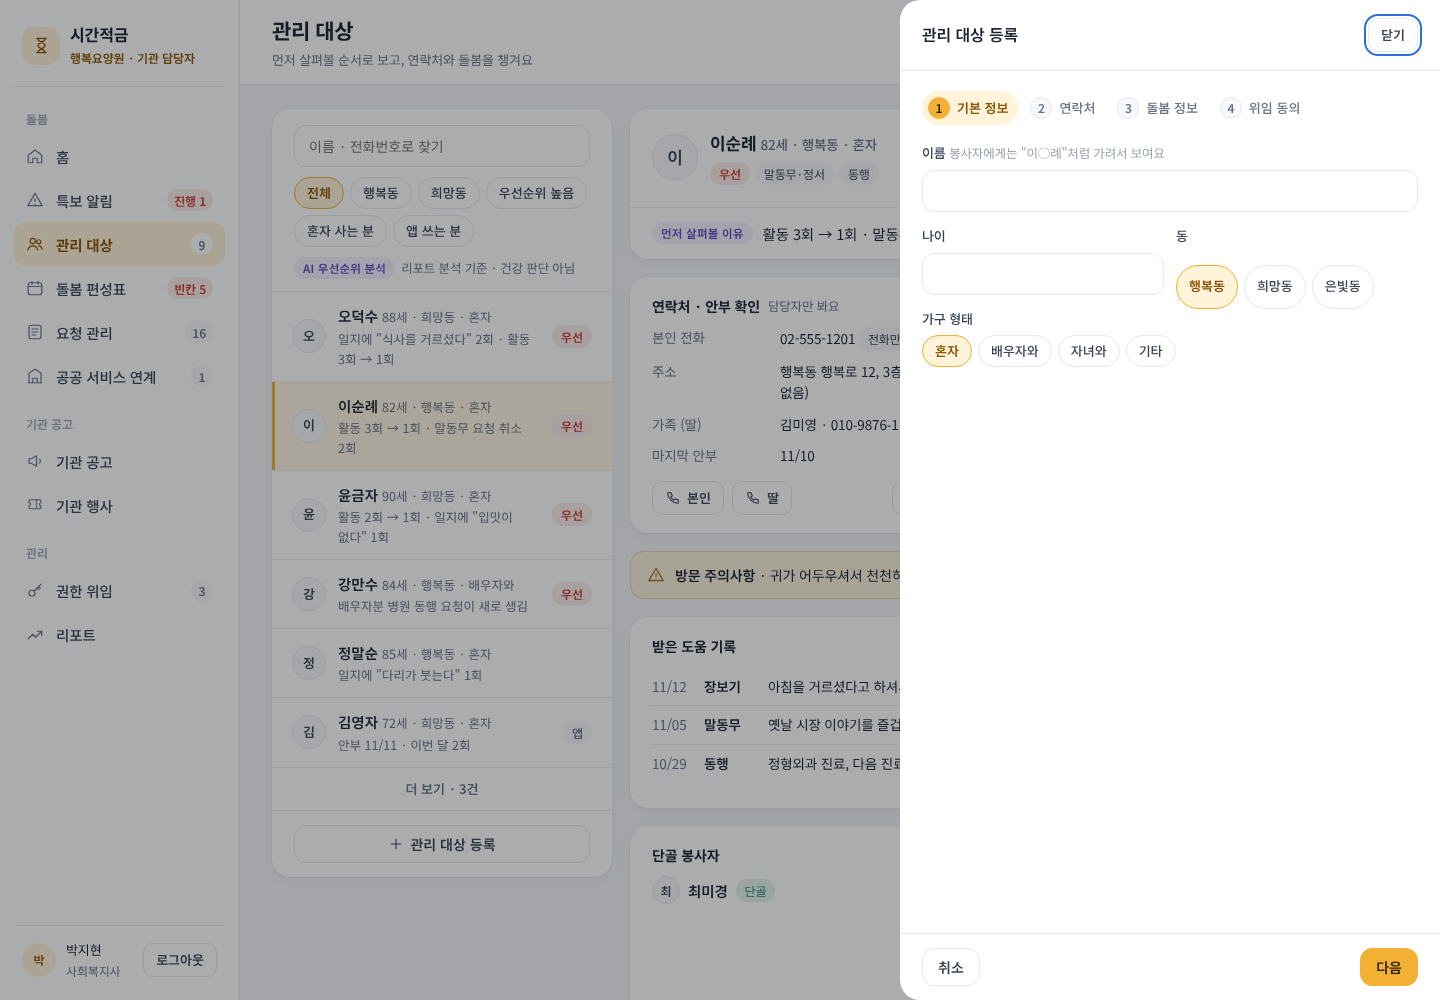 시간적금
행복요양원 · 기관 담당자
돌봄
홈
특보 알림 진행 1
관리 대상 9
돌봄 편성표 빈칸 5
요청 관리 16
공공 서비스 연계 1
기관 공고
기관 공고
기관 행사
관리
권한 위임 3
리포트
박 박지현
사회복지사
로그아웃
관리 대상
먼저 살펴볼 순서로 보고, 연락처와 돌봄을 챙겨요
이름 · 전화번호로 찾기
전체 행복동 희망동 우선순위 높음
혼자 사는 분 앱 쓰는 분
AI 우선순위 분석 리포트 분석 기준 · 건강 판단 아님
오 오덕수 88세 · 희망동 · 혼자
일지에 "식사를 거르셨다" 2회 · 활동
3회 → 1회
우선
이 이순례 82세 · 행복동 · 혼자
활동 3회 → 1회 · 말동무 요청 취소
2회
우선
윤 윤금자 90세 · 희망동 · 혼자
활동 2회 → 1회 · 일지에 "입맛이
없다" 1회
우선
강 강만수 84세 · 행복동 · 배우자와
배우자분 병원 동행 요청이 새로 생김
우선
정 정말순 85세 · 행복동 · 혼자
일지에 "다리가 붓는다" 1회
김 김영자 72세 · 희망동 · 혼자
안부 11/11 · 이번 달 2회
앱
더 보기 · 3건
+ 관리 대상 등록
이 이순례 82세 · 행복동 · 혼자
우선 말동무·정서 동행
먼저 살펴볼 이유 활동 3회 → 1회 · 말동
연락처 · 안부 확인 담당자만 봐요
본인 전화 02-555-1201 전화만
주소 행복동 행복로 12, 3층
없음)
가족 (딸) 김미영 · 010-9876-1
마지막 안부 11/10
본인 딸
방문 주의사항 · 귀가 어두우셔서 천천히
받은 도움 기록
11/12 장보기 아침을 거르셨다고 하셔
11/05 말동무 옛날 시장 이야기를 즐겁
10/29 동행 정형외과 진료, 다음 진료
단골 봉사자
최 최미경 단골
관리 대상 등록
닫기
1 기본 정보 2 연락처 3 돌봄 정보 4 위임 동의
이름 봉사자에게는 "이〇례"처럼 가려서 보여요
나이 동
행복동 희망동 은빛동
가구 형태
혼자 배우자와 자녀와 기타
취소 다음